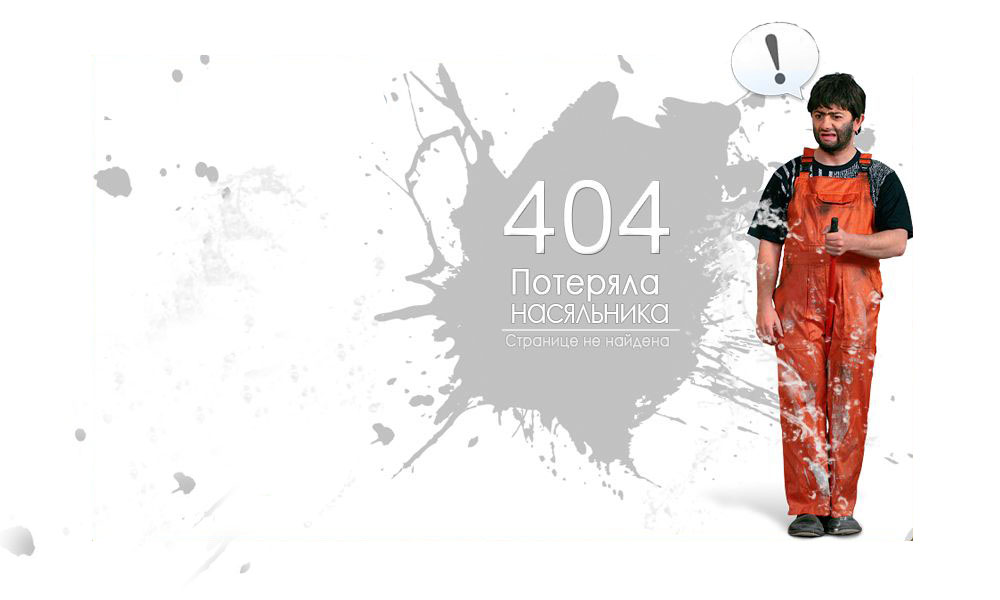 !
404
Потеряла
насяльника
Странице не найдена